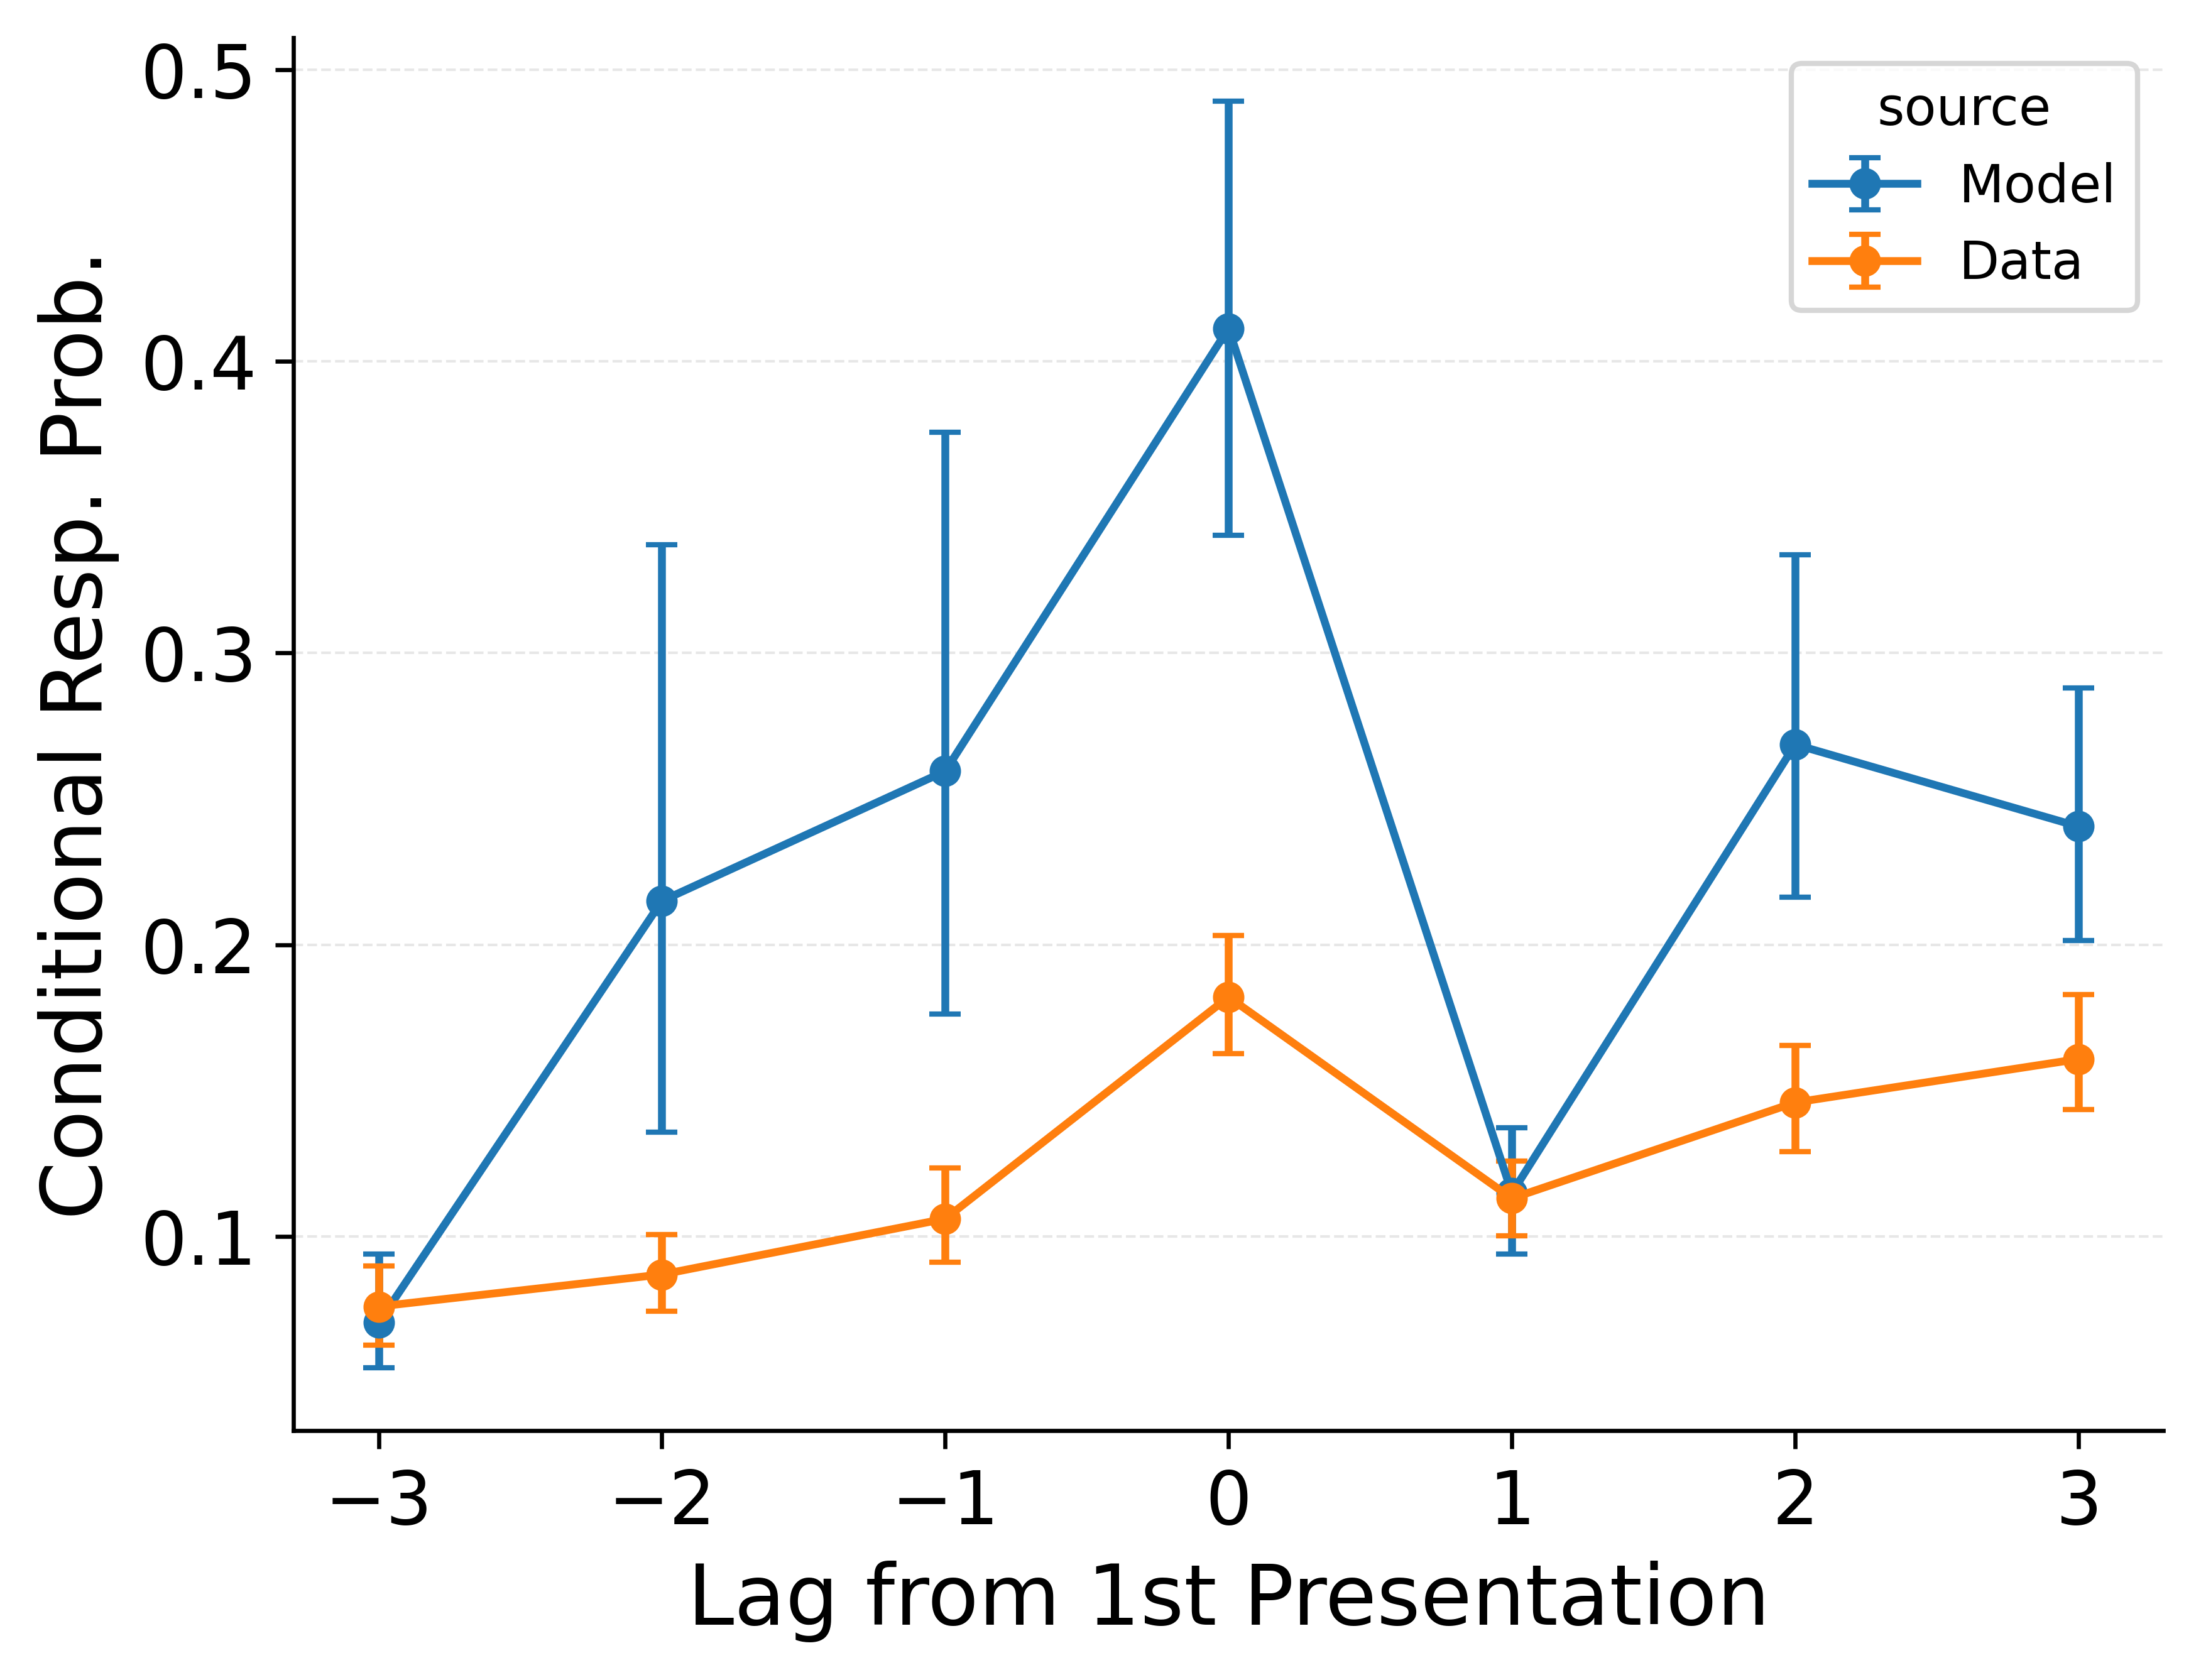 Conditional Resp. Prob.
0.5
0.4
0.3
0.2
0.1
source
Model
Data
−3 −2 −1 0 1 2 3
Lag from 1st Presentation